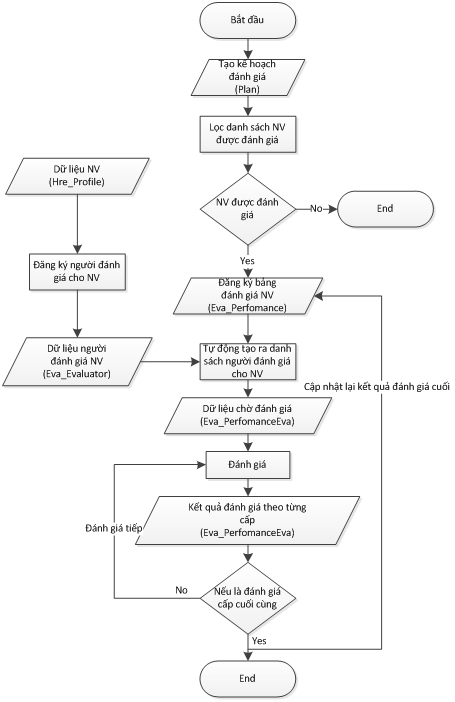 Bắt đầu
Tạo kế hoạch
đánh giá
(Plan)
Lọc danh sách NV
được đánh giá
Dữ liệu NV
(Hre_Profile)
NV được đánh
giá
No
End
Yes
Đăng ký người đánh
giá cho NV
Đăng ký bảng
đánh giá NV
(Eva_Perfomance)
Dữ liệu người
đánh giá NV
(Eva_Evaluator)
Tự động tạo ra danh
sách người đánh giá
cho NV
Cập nhật lại kết quả đánh giá cuối
Dữ liệu chờ đánh giá
(Eva_PerfomanceEva)
Đánh giá
Kết quả đánh giá theo từng
cấp
(Eva_PerfomanceEva)
Đánh giá tiếp
No
Nếu là đánh giá
cấp cuối cùng
Yes
End